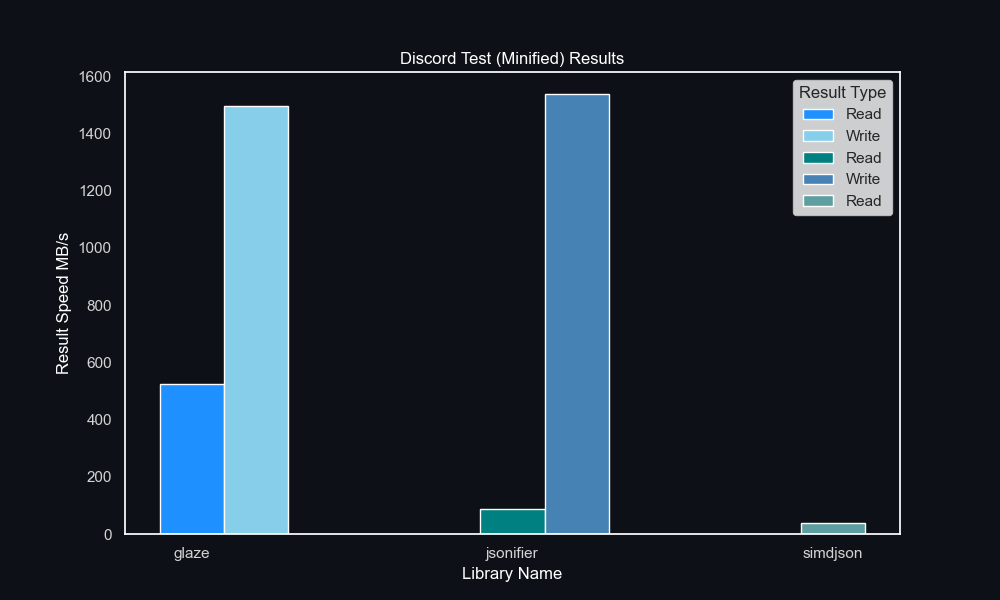 Discord Test (Minified) Results
Result Speed MB/s
1600
1400
1200
1000
800
600
400
200
0
Result Type
Read
Write
Read
Write
Read
glaze
jsonifier
simdjson
Library Name